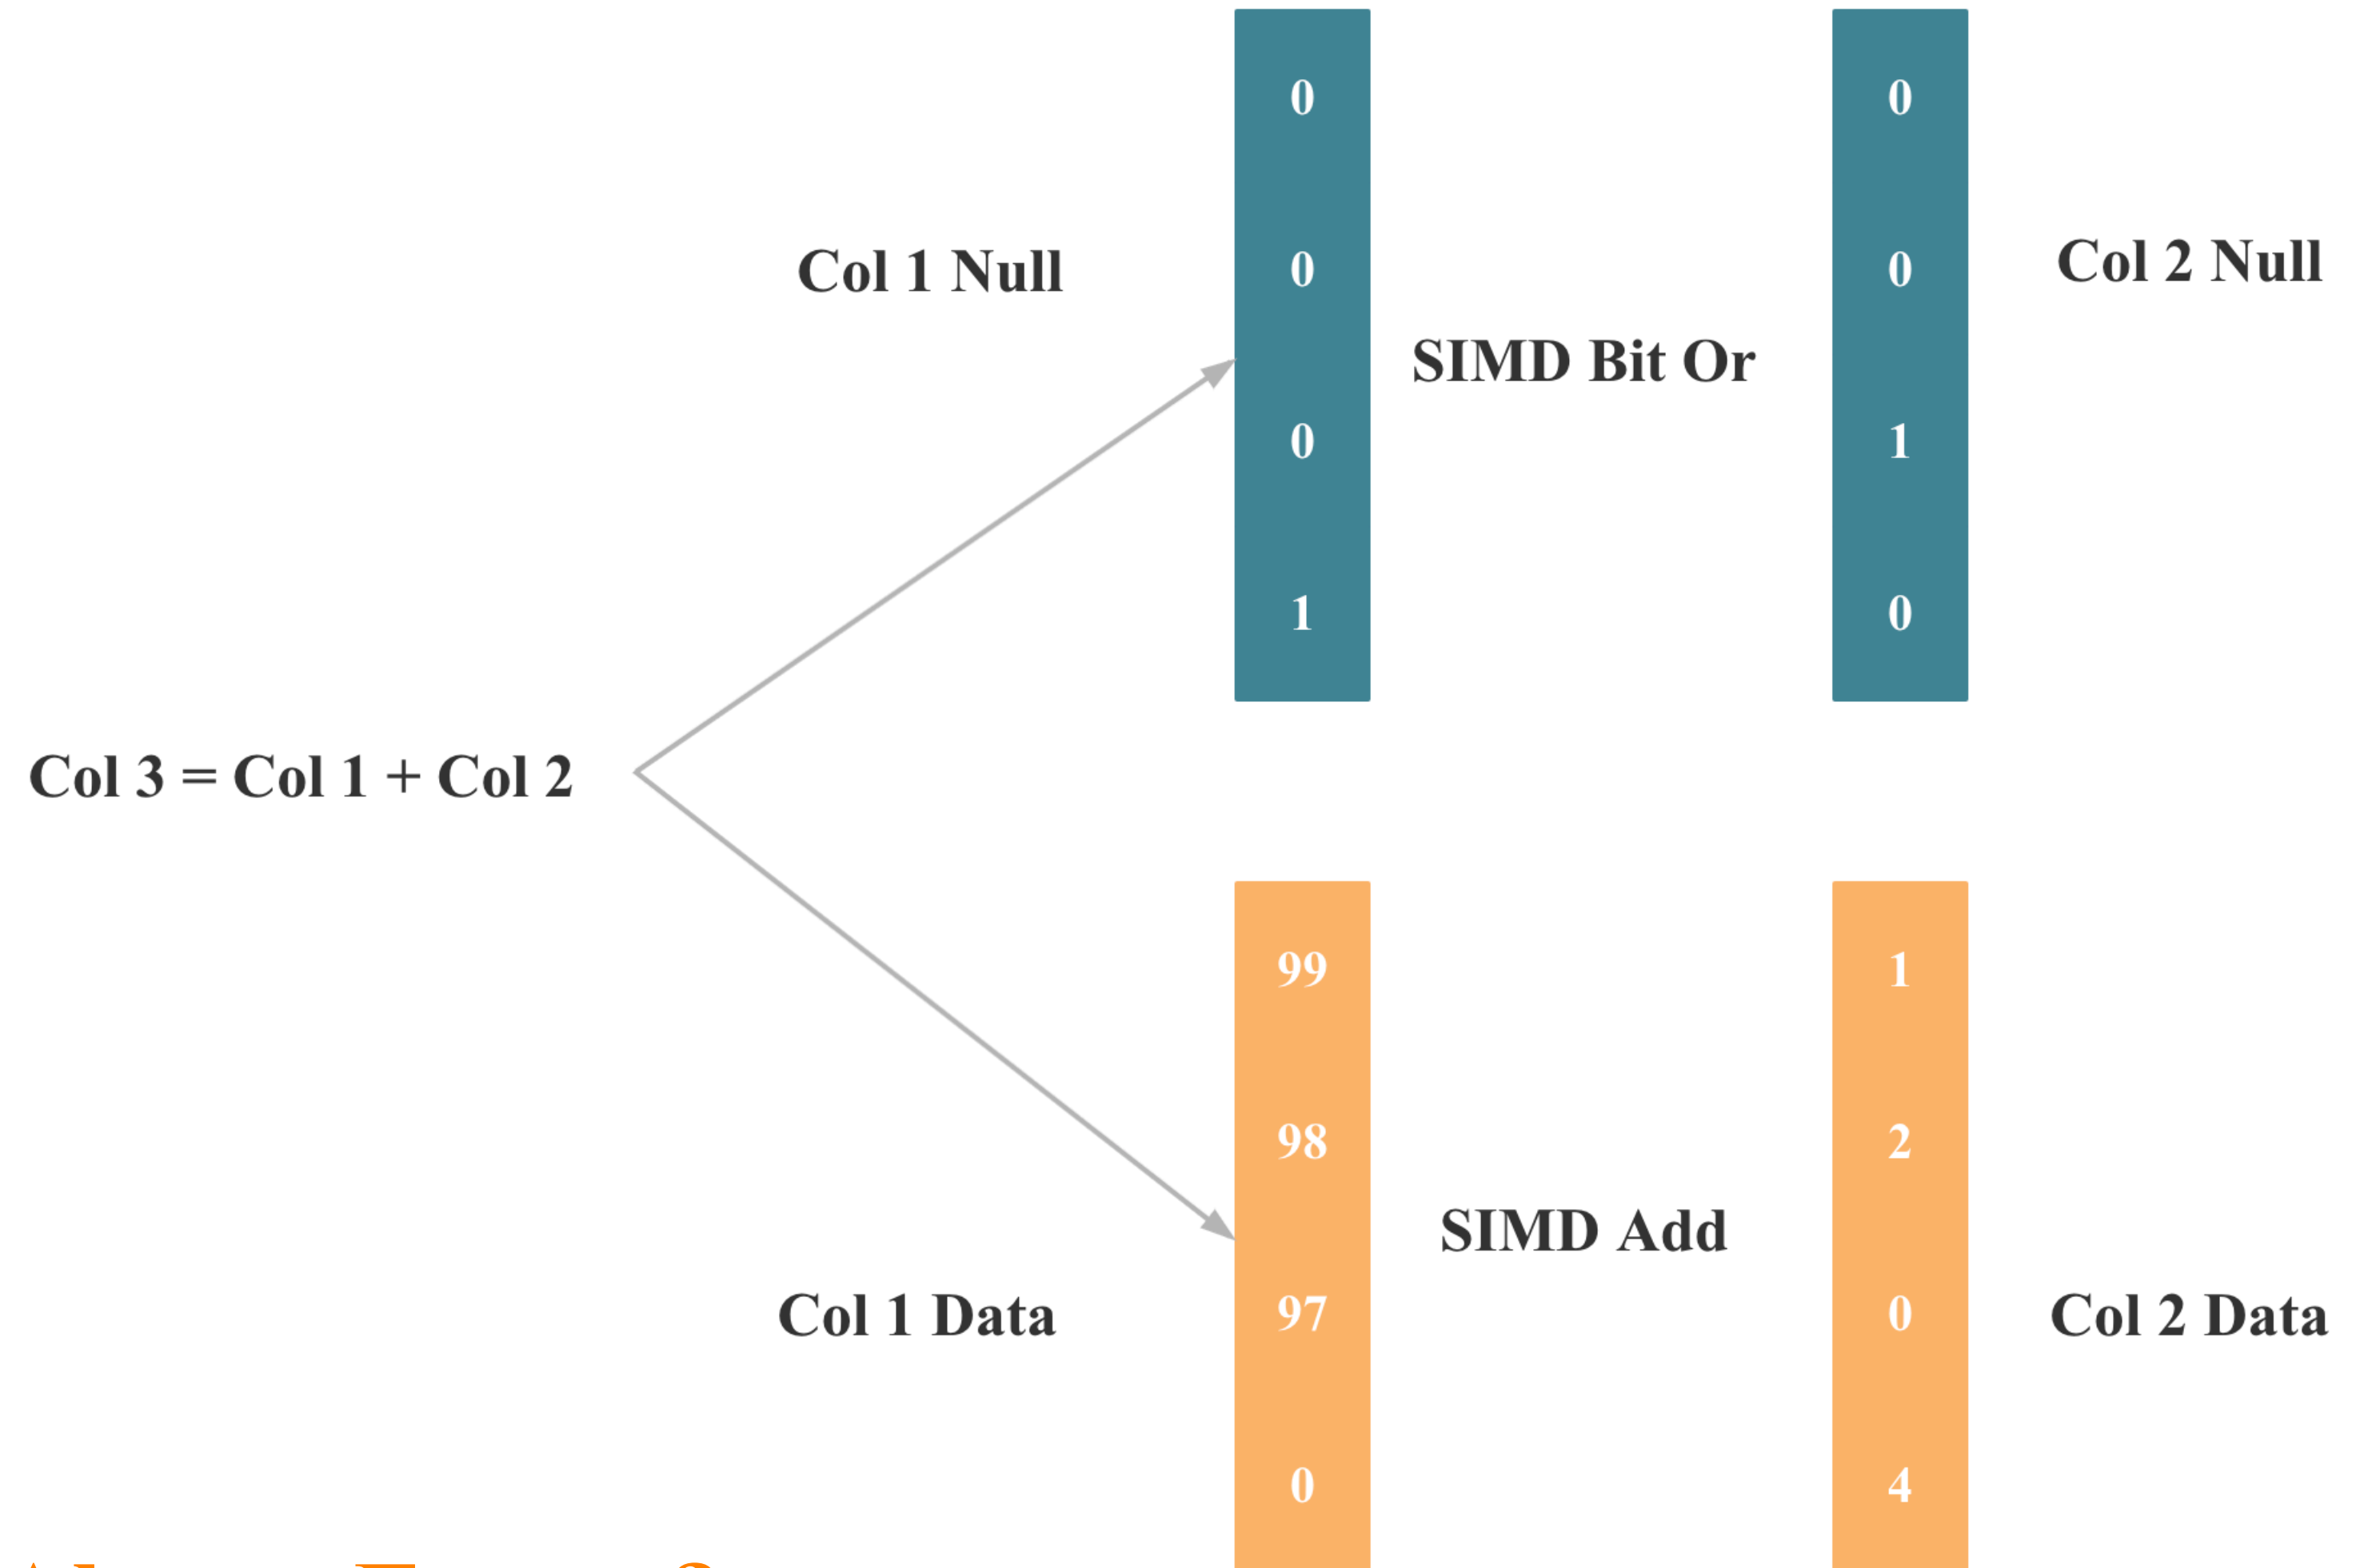 0 0
Col 1 Null 0 0 Col 2 Null
SIMD Bit Or
0 1
1 0
Col 3 = Col 1 + Col 2
99 1
98 2
SIMD Add
Col 1 Data 97 0 Col 2 Data
0 4